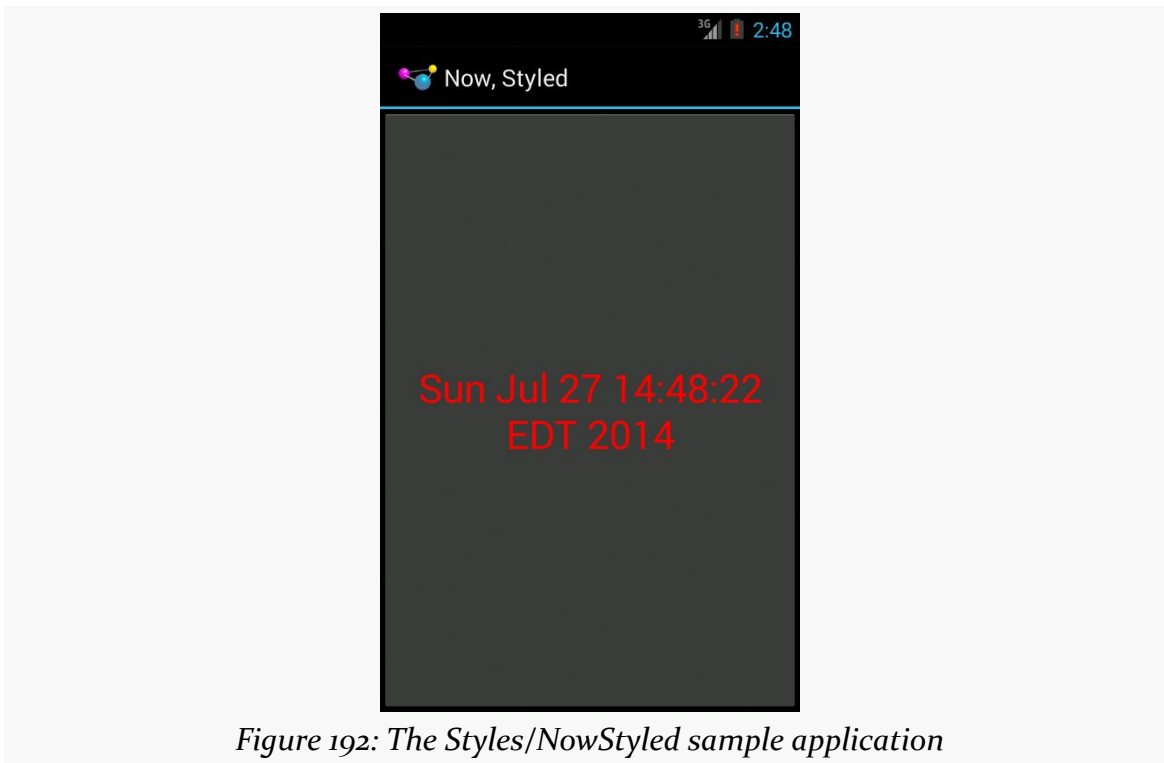 3G 2:48
Now, Styled
Sun Jul 27 14:48:22
EDT 2014
Figure 192: The Styles/NowStyled sample application